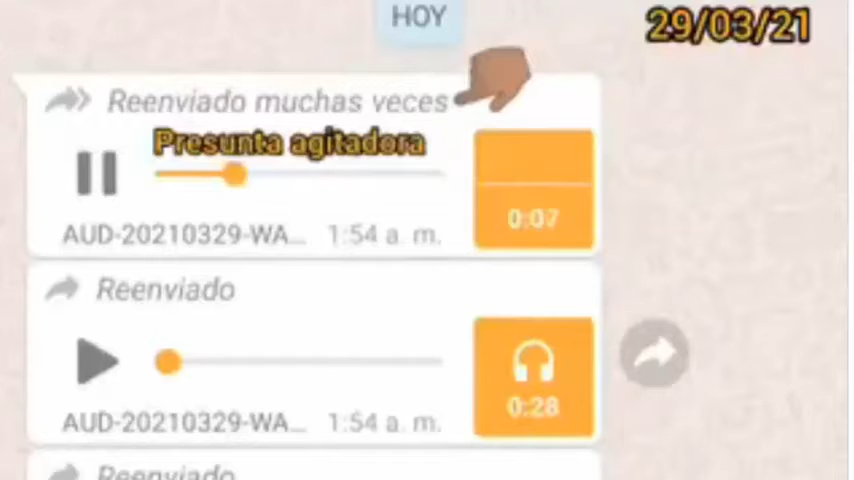 HOY
29/03/21
Reenviado muchas veces
Presunta agitadora
0:07
AUD-20210329-WA... 1:54 a. m.
Reenviado
0:28
AUD-20210329-WA... 1:54 a. m.
Reenviado